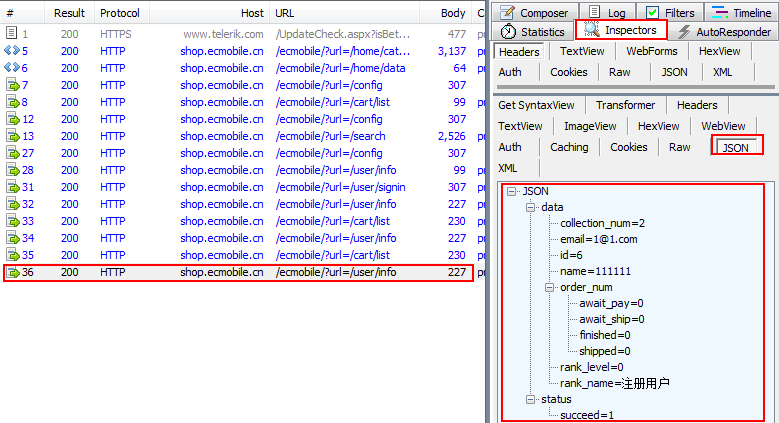 # Result Protocol Host URL Body C
1 200 HTTPS www.telerik.com /UpdateCheck.aspx?isBet... 477 pr
5 200 HTTP shop.ecmobile.cn /ecmobile/?url=/home/cat... 3,137 pr
6 200 HTTP shop.ecmobile.cn /ecmobile/?url=/home/data 64 pr
7 200 HTTP shop.ecmobile.cn /ecmobile/?url=/config 307
8 200 HTTP shop.ecmobile.cn /ecmobile/?url=/cart/list 99 pr
12 200 HTTP shop.ecmobile.cn /ecmobile/?url=/config 307
13 200 HTTP shop.ecmobile.cn /ecmobile/?url=/search 2,526 pr
27 200 HTTP shop.ecmobile.cn /ecmobile/?url=/config 307
28 200 HTTP shop.ecmobile.cn /ecmobile/?url=/user/info 99 pr
31 200 HTTP shop.ecmobile.cn /ecmobile/?url=/user/signin 307 pr
32 200 HTTP shop.ecmobile.cn /ecmobile/?url=/user/info 227 pr
33 200 HTTP shop.ecmobile.cn /ecmobile/?url=/cart/list 230 pr
34 200 HTTP shop.ecmobile.cn /ecmobile/?url=/user/info 227 pr
35 200 HTTP shop.ecmobile.cn /ecmobile/?url=/cart/list 230 pr
36 200 HTTP shop.ecmobile.cn /ecmobile/?url=/user/info 227 pr
Composer Log Filters Timeline
Statistics Inspectors AutoResponder
Headers TextView WebForms HexView
Auth Cookies Raw JSON XML
Get SyntaxView Transformer Headers
TextView ImageView HexView WebView
Auth Caching Cookies Raw JSON
XML
JSON
data
collection_num=2
email=1@1.com
id=6
name=111111
order_num
await_pay=0
await_ship=0
finished=0
shipped=0
rank_level=0
rank_name=注册用户
status
succeed=1